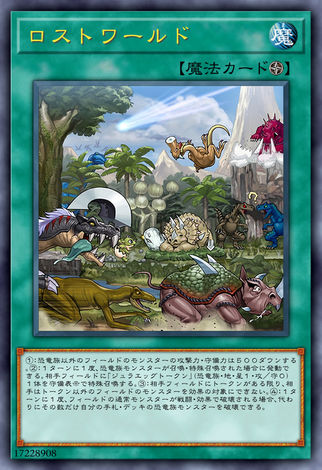 ロストワールド
魔
【魔法カード】
①:恐竜族以外のフィールドのモンスターの攻撃力・守備力は500ダウンする。
②:1ターンに1度、恐竜族モンスターが召喚・特殊召喚された場合に発動で
きる。相手フィールドに「ジュラエッグトークン」(恐竜族・地・星1・攻/守0)
1体を守備表示で特殊召喚する。③:相手フィールドにトークンがある限り、相
手はトークン以外のフィールドのモンスターを効果の対象にできない。④:1タ
ーンに1度、フィールドの通常モンスターが戦闘・効果で破壊される場合、代わ
りにその数だけ自分の手札・デッキの恐竜族モンスターを破壊できる。
17228908